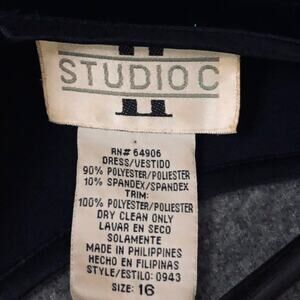 STUDIO C
RN# 64906
DRESS/VESTIDO
90% POLYESTER/POLIESTER
10% SPANDEX/SPANDEX
TRIM:
100% POLYESTER/POLIESTER
DRY CLEAN ONLY
LAVAR EN SECO
SOLAMENTE
MADE IN PHILIPPINES
HECHO EN FILIPINAS
STYLE/ESTILO: 0943
SIZE: 16